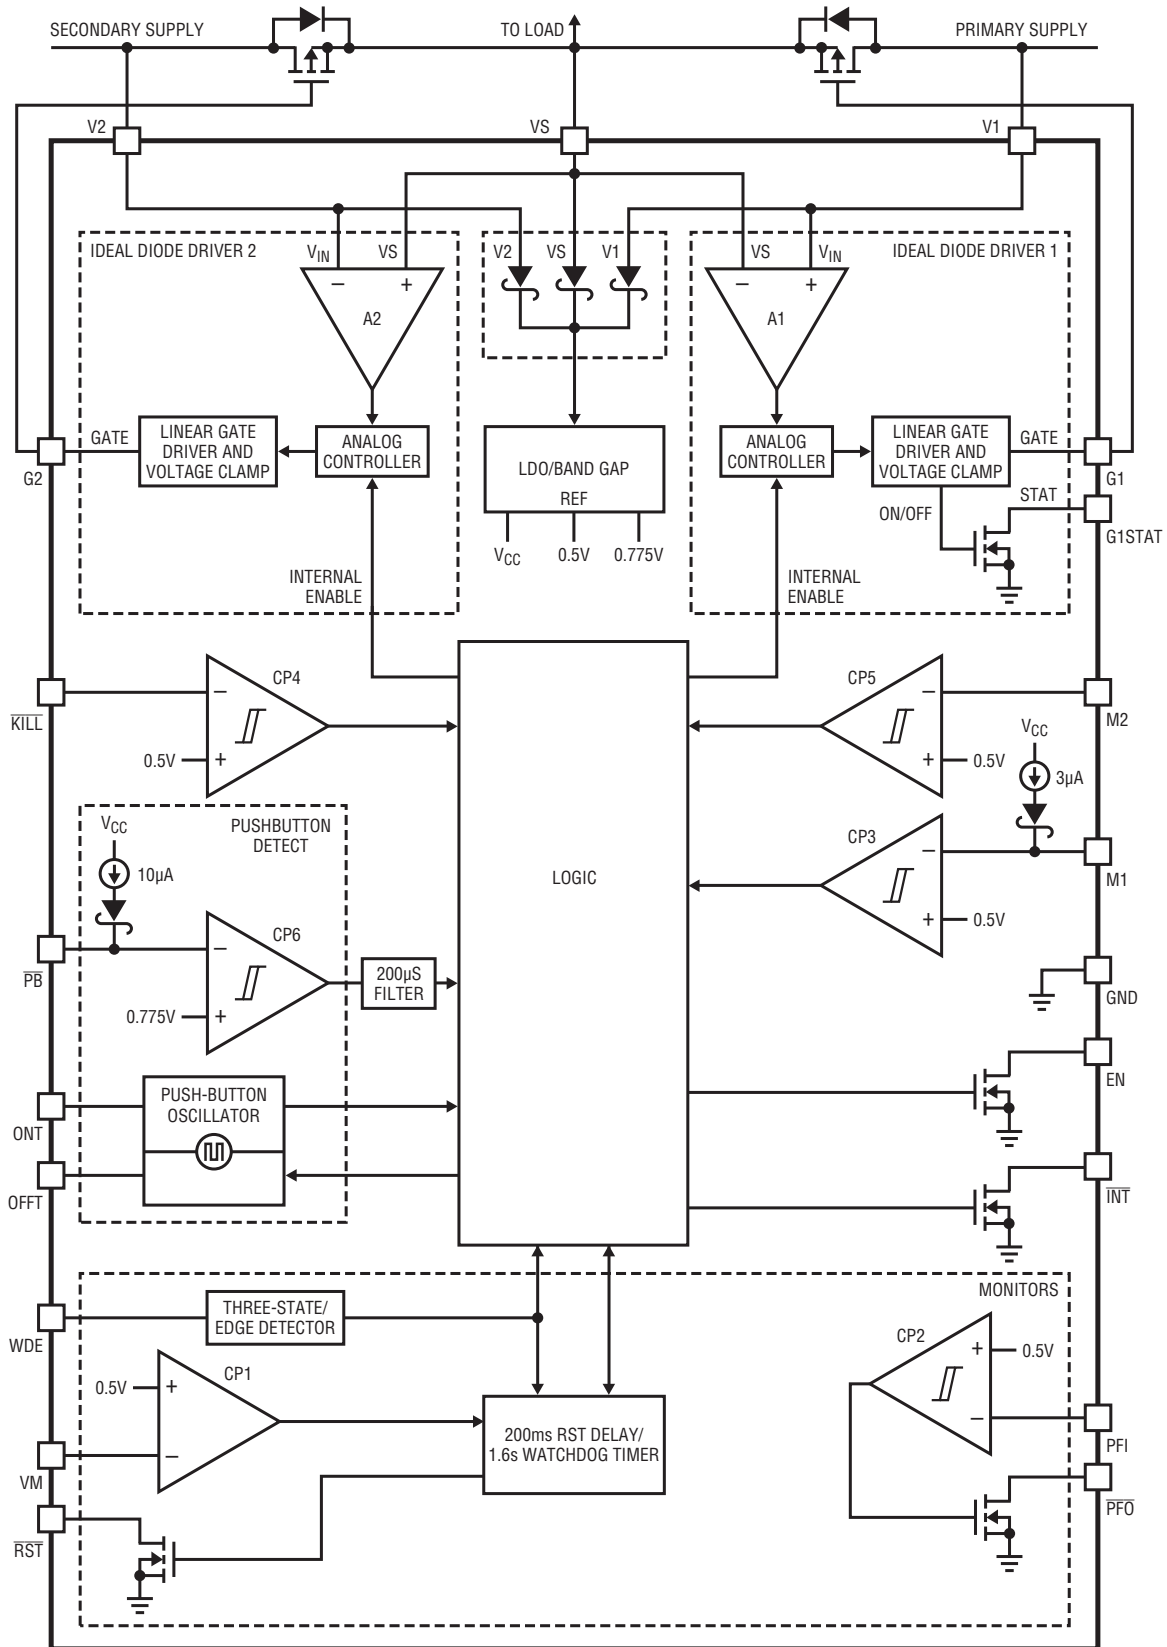 SECONDARY SUPPLY
TO LOAD
PRIMARY SUPPLY
V2
VS
V1
IDEAL DIODE DRIVER 2
VIN
VS
−
+
A2
V2
VS
V1
IDEAL DIODE DRIVER 1
VS
VIN
−
+
A1
GATE
LINEAR GATE
DRIVER AND
VOLTAGE CLAMP
ANALOG
CONTROLLER
G2
LDO/BAND GAP
REF
VCC
0.5V
0.775V
ANALOG
CONTROLLER
LINEAR GATE
DRIVER AND
VOLTAGE CLAMP
GATE
G1
STAT
ON/OFF
G1STAT
INTERNAL
ENABLE
INTERNAL
ENABLE
CP4
−
+
KILL
0.5V
CP5
−
+
M2
0.5V
VCC
3µA
PUSHBUTTON
DETECT
VCC
10µA
LOGIC
CP3
−
+
M1
0.5V
CP6
−
+
PB
0.775V
200µS
FILTER
GND
EN
PUSH-BUTTON
OSCILLATOR
ONT
OFFT
INT
MONITORS
THREE-STATE/
EDGE DETECTOR
WDE
CP1
0.5V
+
−
VM
200ms RST DELAY/
1.6s WATCHDOG TIMER
CP2
+
−
0.5V
PFI
PFO
RST